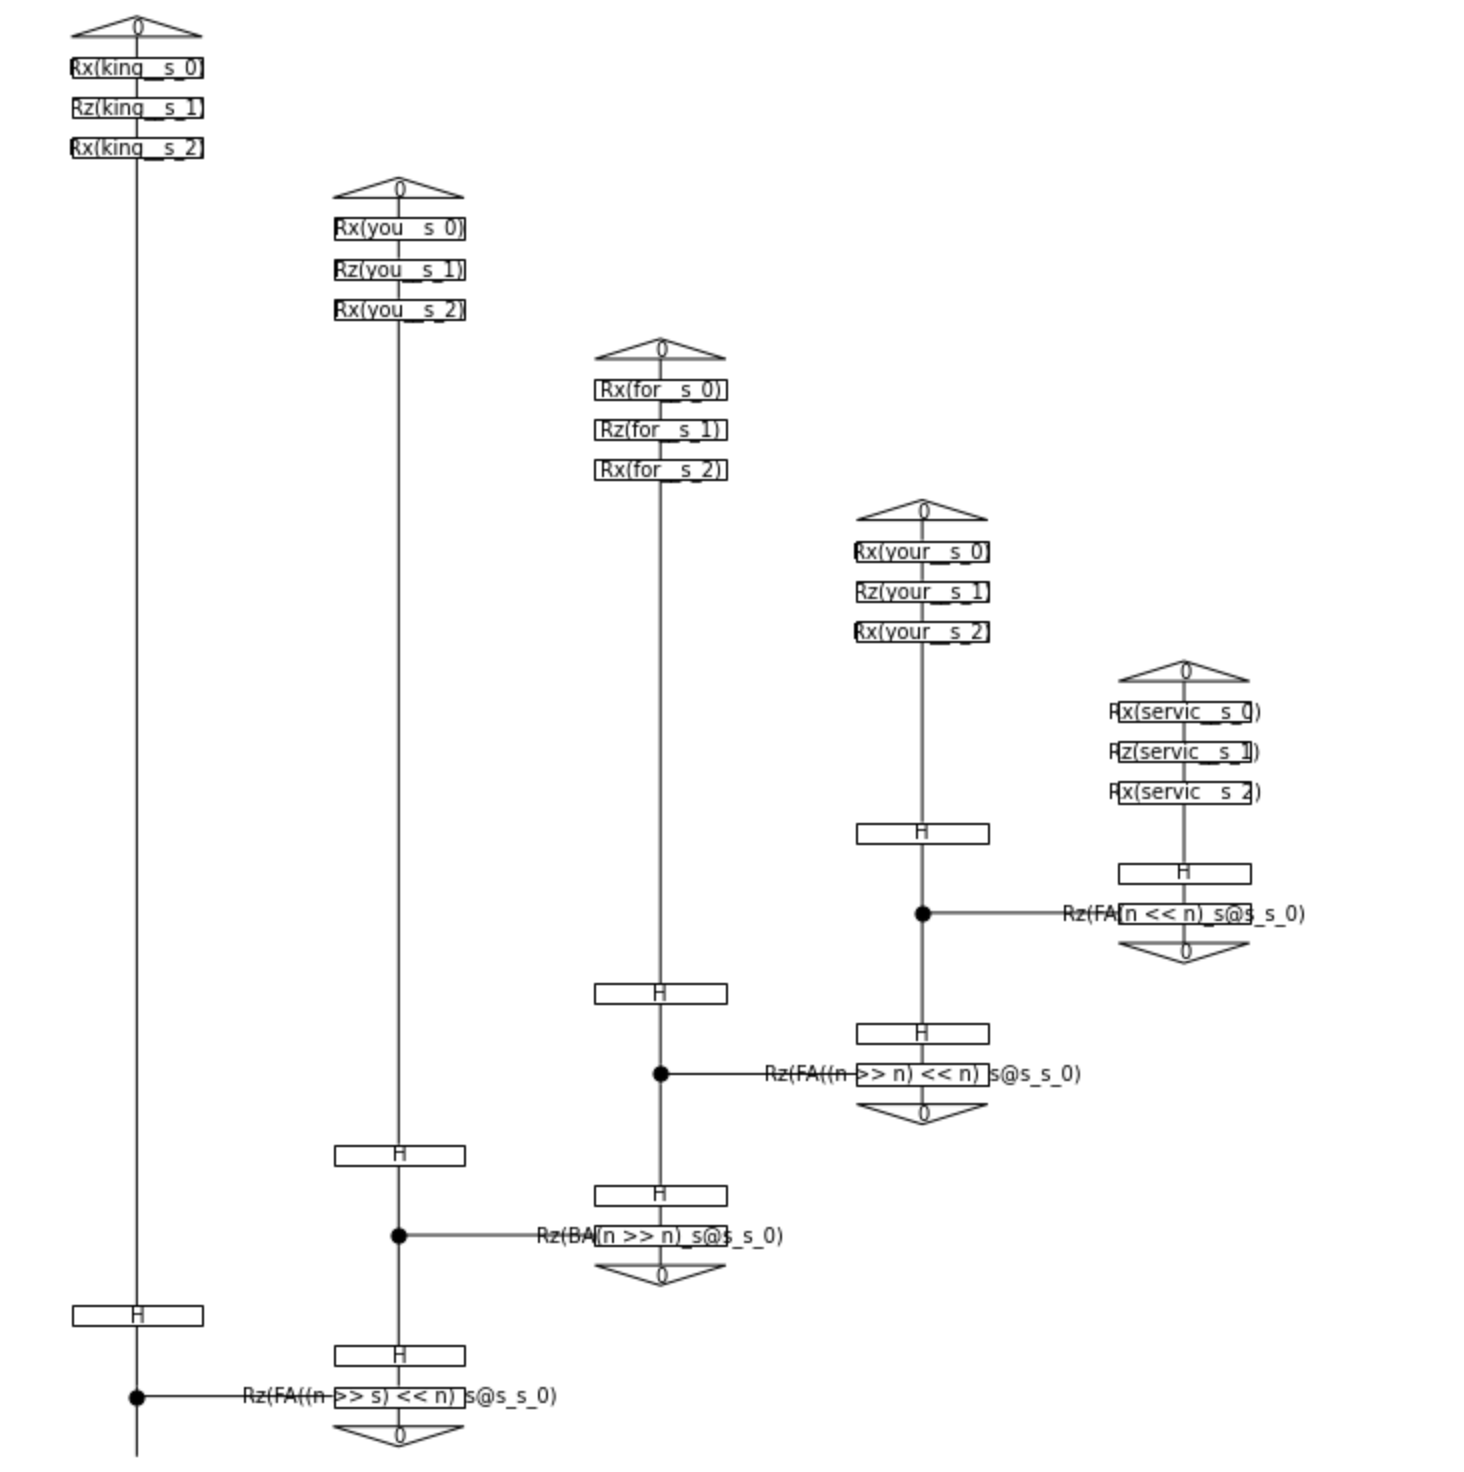 0
Rx(king__s_0)
Rz(king__s_1)
Rx(king__s_2)
0
Rx(you__s_0)
Rz(you__s_1)
Rx(you__s_2)
0
Rx(for__s_0)
Rz(for__s_1)
Rx(for__s_2)
0
Rx(your__s_0)
Rz(your__s_1)
Rx(your__s_2)
0
Rx(servic__s_0)
Rz(servic__s_1)
Rx(servic__s_2)
H
H
Rz(FA(n << n)_s@s_s_0)
0
H
H
Rz(FA((n >> n) << n)_s@s_s_0)
0
H
H
Rz(BA(n >> n)_s@s_s_0)
0
H
H
Rz(FA((n >> s) << n)_s@s_s_0)
0